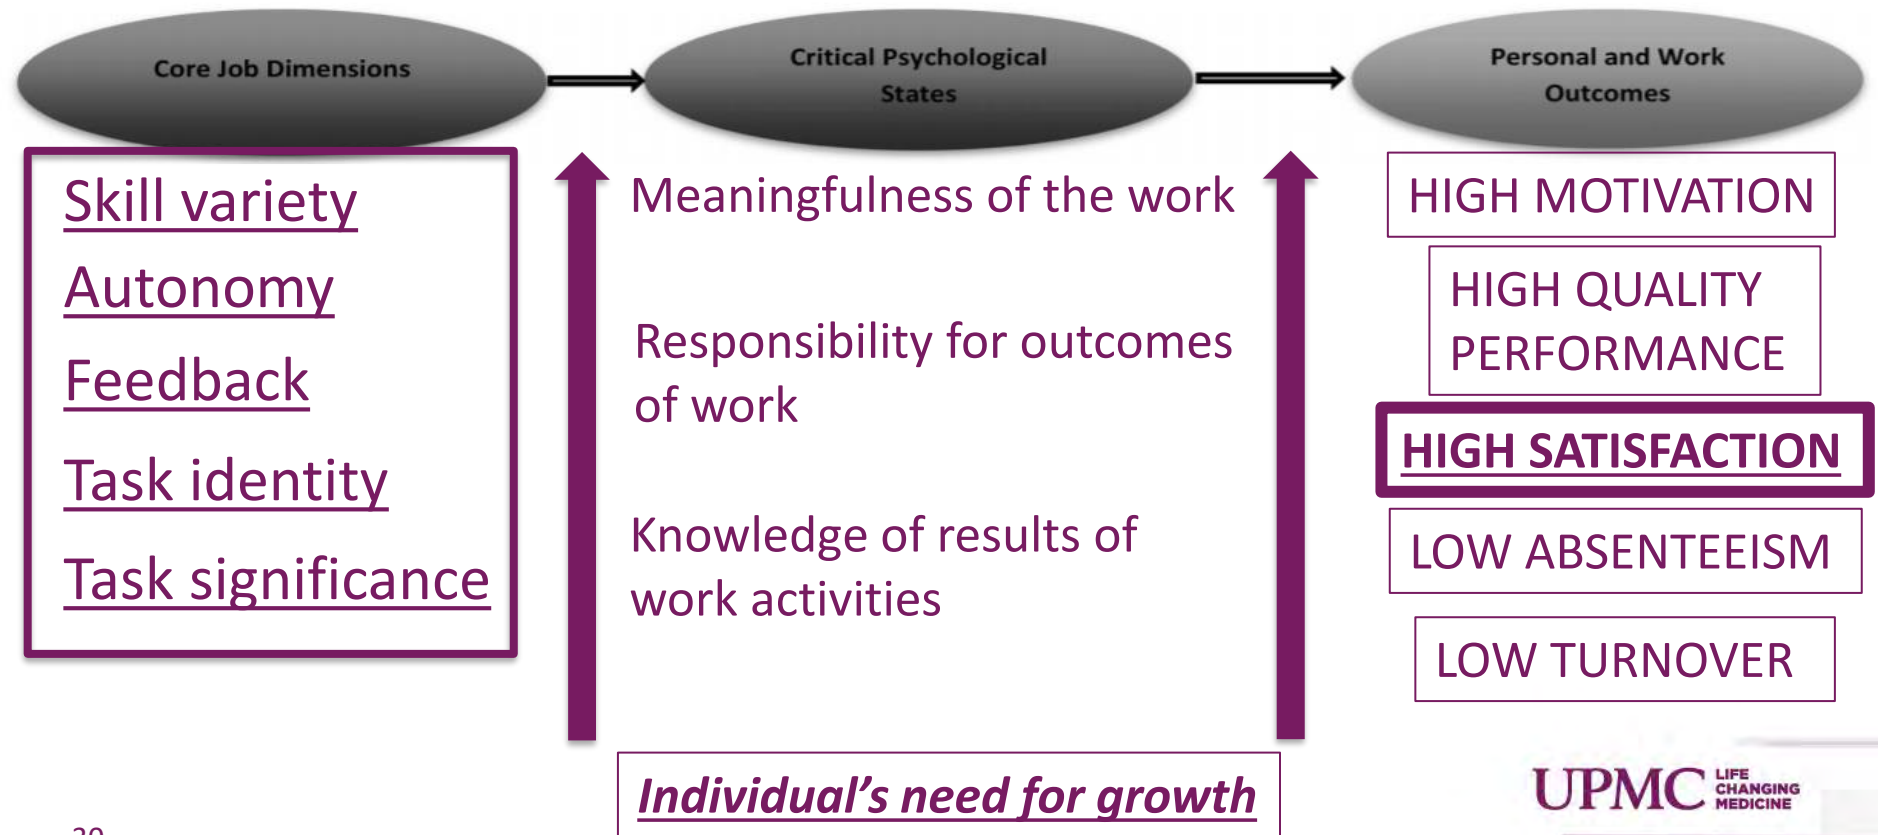 Core Job Dimensions
Critical Psychological
States
Personal and Work
Outcomes
Skill variety
Autonomy
Feedback
Task identity
Task significance
Meaningfulness of the work
Responsibility for outcomes
of work
Knowledge of results of
work activities
HIGH MOTIVATION
HIGH QUALITY
PERFORMANCE
HIGH SATISFACTION
LOW ABSENTEEISM
LOW TURNOVER
Individual's need for growth
UPMC LIFE
CHANGING
MEDICINE